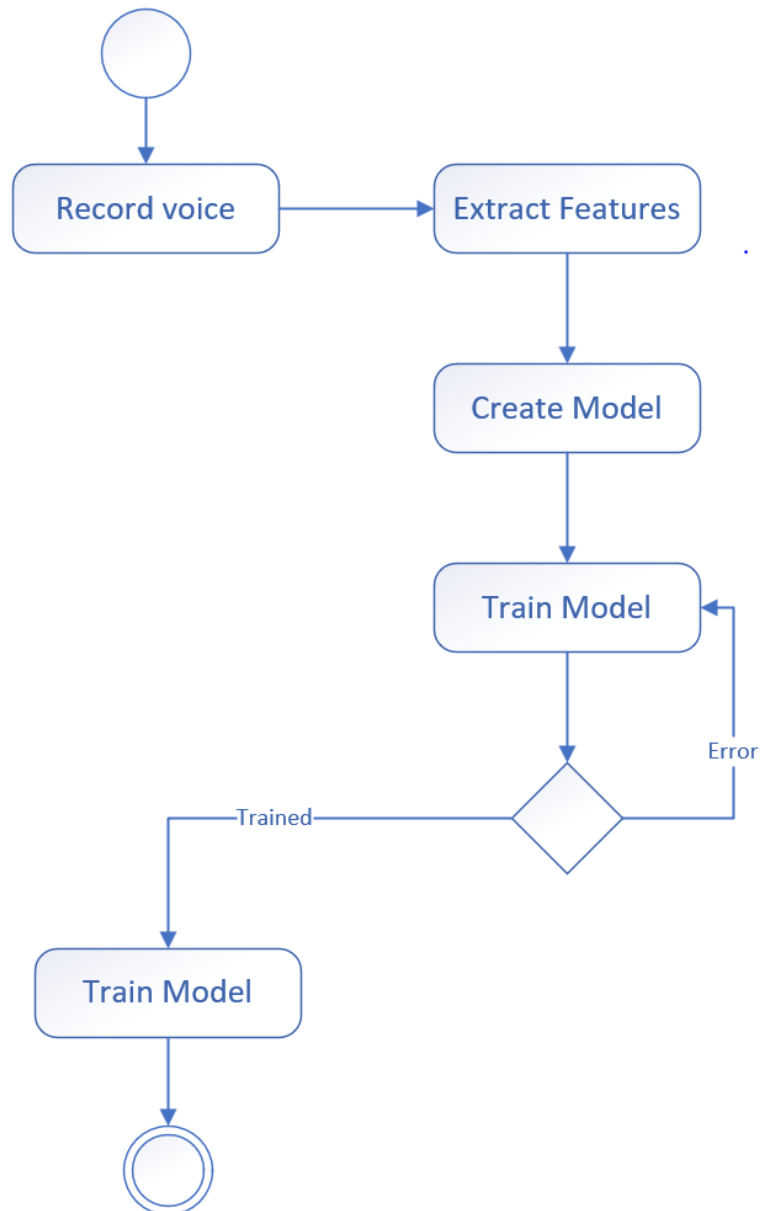 Record voice
Extract Features
Create Model
Train Model
Error
Trained
Train Model